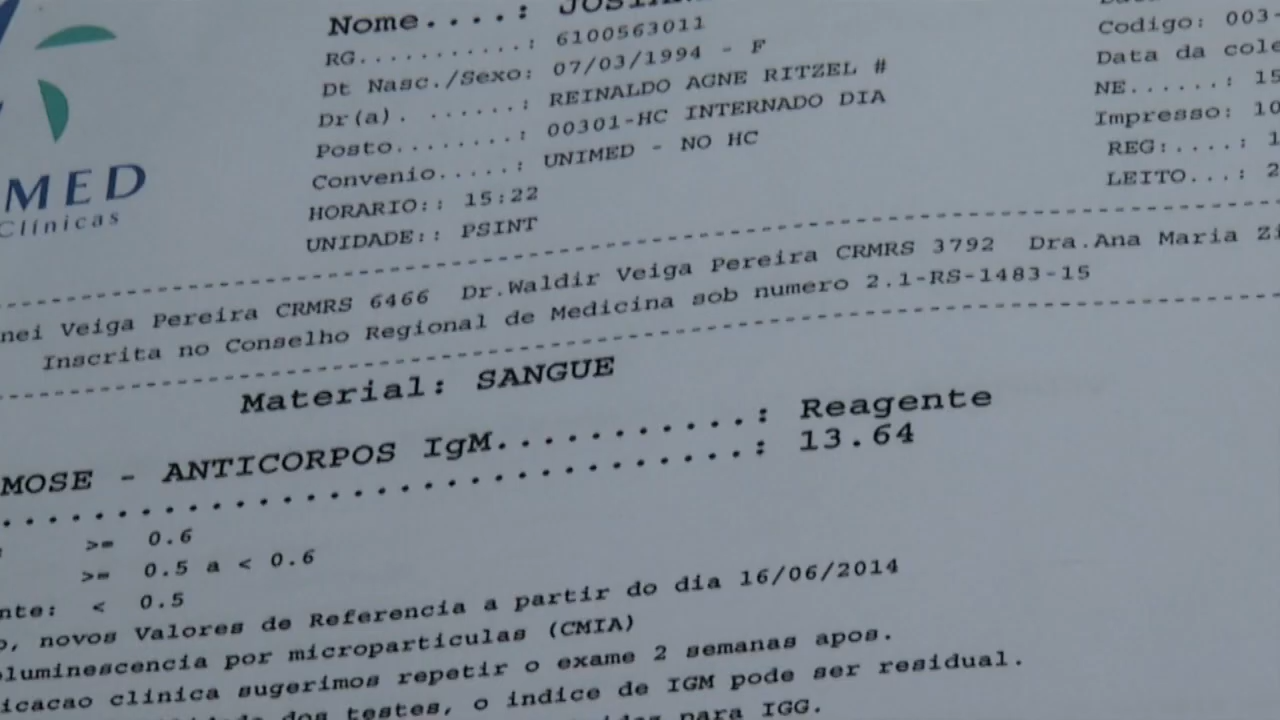 MED
Clínicas
Nome....:
RG..........: 6100563011
Dt Nasc./Sexo: 07/03/1994 - F
Dr(a). ......: REINALDO AGNE RITZEL #
Posto........: 00301-HC INTERNADO DIA
Convenio.....: UNIMED - NO HC
HORARIO:: 15:22
UNIDADE:: PSINT
Codigo: 003-
Data da cole
NE......: 15
Impresso: 10
REG:....: 1
LEITO...: 2
nei Veiga Pereira CRMRS 6466 Dr.Waldir Veiga Pereira CRMRS 3792 Dra.Ana Maria Zi
Inscrita no Conselho Regional de Medicina sob numero 2.1-RS-1483-15
Material: SANGUE
MOSE - ANTICORPOS IgM...........: Reagente
................................: 13.64
: >= 0.6
>= 0.5 a < 0.6
nte: < 0.5
o, novos Valores de Referencia a partir do dia 16/06/2014
oluminescencia por microparticulas (CMIA)
icacao clinica sugerimos repetir o exame 2 semanas apos.
dos testes, o indice de IGM pode ser residual.
para IGG.